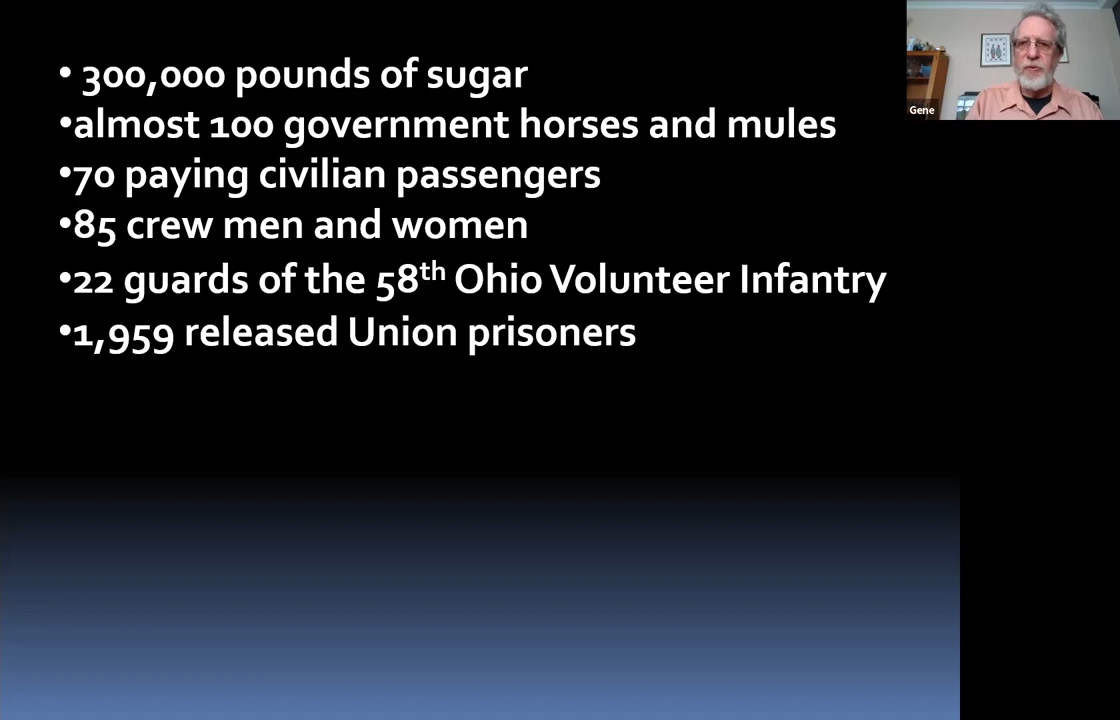 • 300,000 pounds of sugar
•almost 100 government horses and mules
•70 paying civilian passengers
•85 crew men and women
•22 guards of the 58th Ohio Volunteer Infantry
•1,959 released Union prisoners
Gene